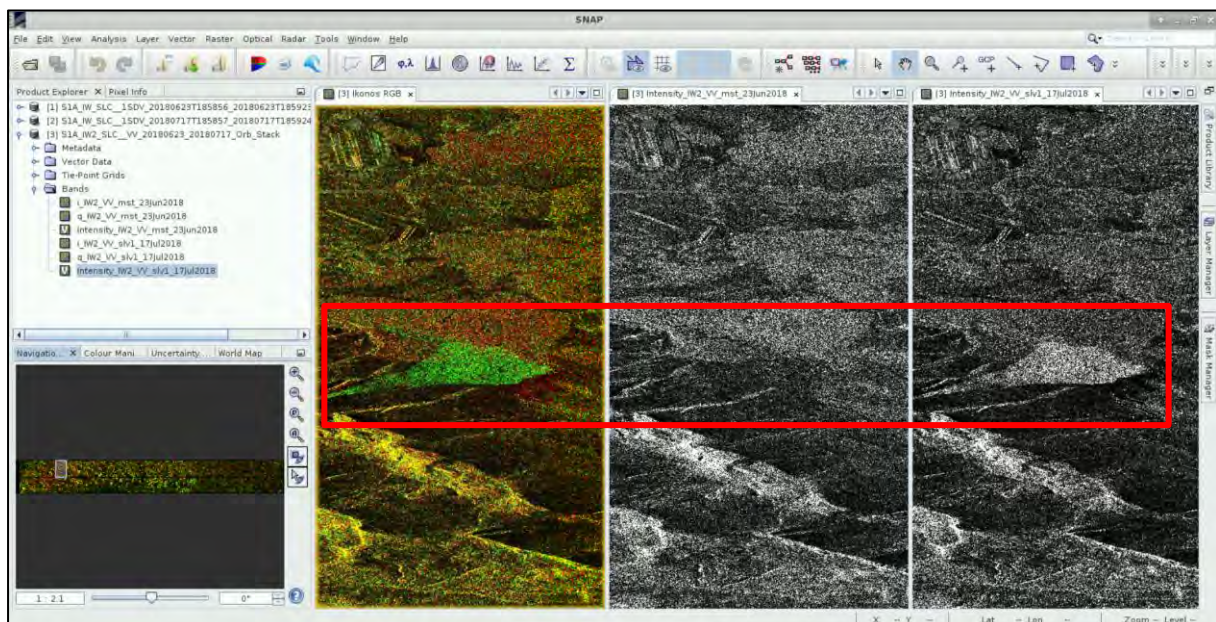 SNAP
File Edit View Analysis Layer Vector Raster Optical Radar Tools Window Help
Product Explorer Pixel Info
[1] S1A_IW_SLC__1SDV_20180623T185856_20180623T185925
[2] S1A_IW_SLC__1SDV_20180717T185857_20180717T185924
[3] S1A_IW2_SLC__VV_20180623_20180717_Orb_Stack
Metadata
Vector Data
Tie-Point Grids
Bands
i_IW2_VV_mst_23Jun2018
q_IW2_VV_mst_23Jun2018
Intensity_IW2_VV_mst_23Jun2018
i_IW2_VV_slv1_17Jul2018
q_IW2_VV_slv1_17Jul2018
Intensity_IW2_VV_slv1_17Jul2018
Navigatio... Colour Mani... Uncertainty... World Map
1 : 2.1
0°
[3] Ikonos RGB
[3] Intensity_IW2_VV_mst_23Jun2018
[3] Intensity_IW2_VV_slv1_17Jul2018
Product Library
Layer Manager
Mask Manager
X -- Y -- Lat -- Lon -- Zoom -- Level --